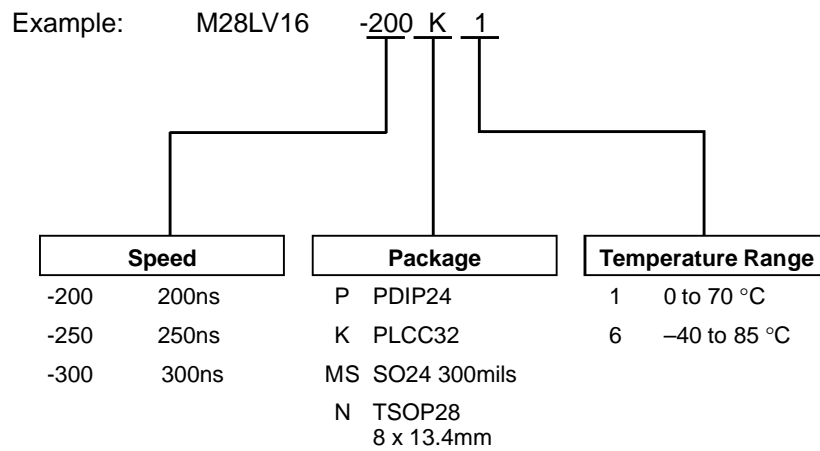 Example: M28LV16 -200 K 1
Speed Package Temperature Range
-200 200ns P PDIP24 1 0 to 70 °C
-250 250ns K PLCC32 6 –40 to 85 °C
-300 300ns MS SO24 300mils
N TSOP28
8 x 13.4mm